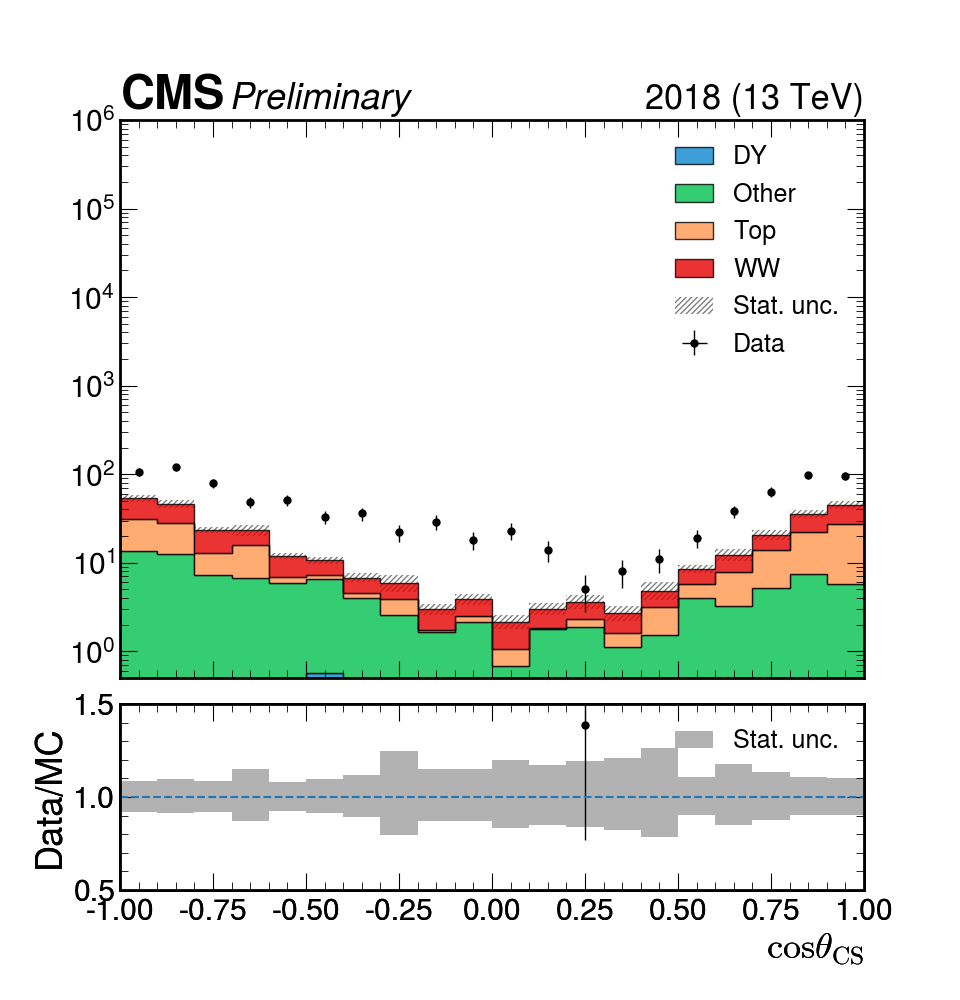 CMS Preliminary 2018 (13 TeV)
10^6
10^5
10^4
10^3
10^2
10^1
10^0
DY
Other
Top
WW
Stat. unc.
Data
Data/MC
1.5
1.0
0.5
Stat. unc.
-1.00 -0.75 -0.50 -0.25 0.00 0.25 0.50 0.75 1.00
cosθ_CS